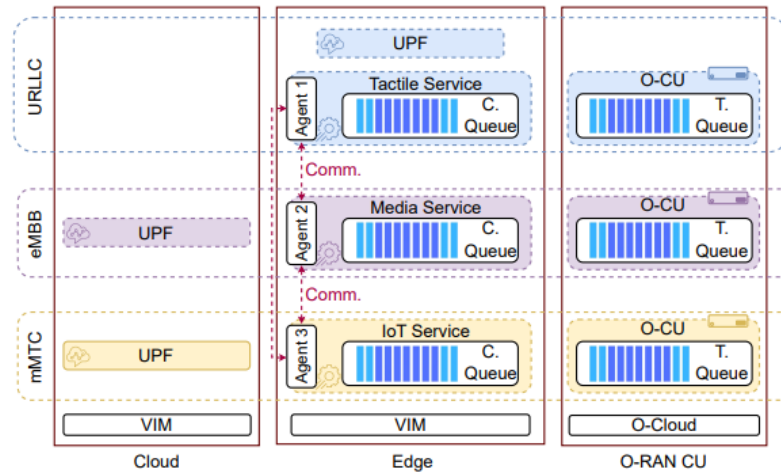 URLLC
UPF
Agent 1
Tactile Service
C.
Queue
O-CU
T.
Queue
Comm.
eMBB
UPF
Agent 2
Media Service
C.
Queue
O-CU
T.
Queue
Comm.
mMTC
UPF
Agent 3
IoT Service
C.
Queue
O-CU
T.
Queue
VIM
VIM
O-Cloud
Cloud
Edge
O-RAN CU